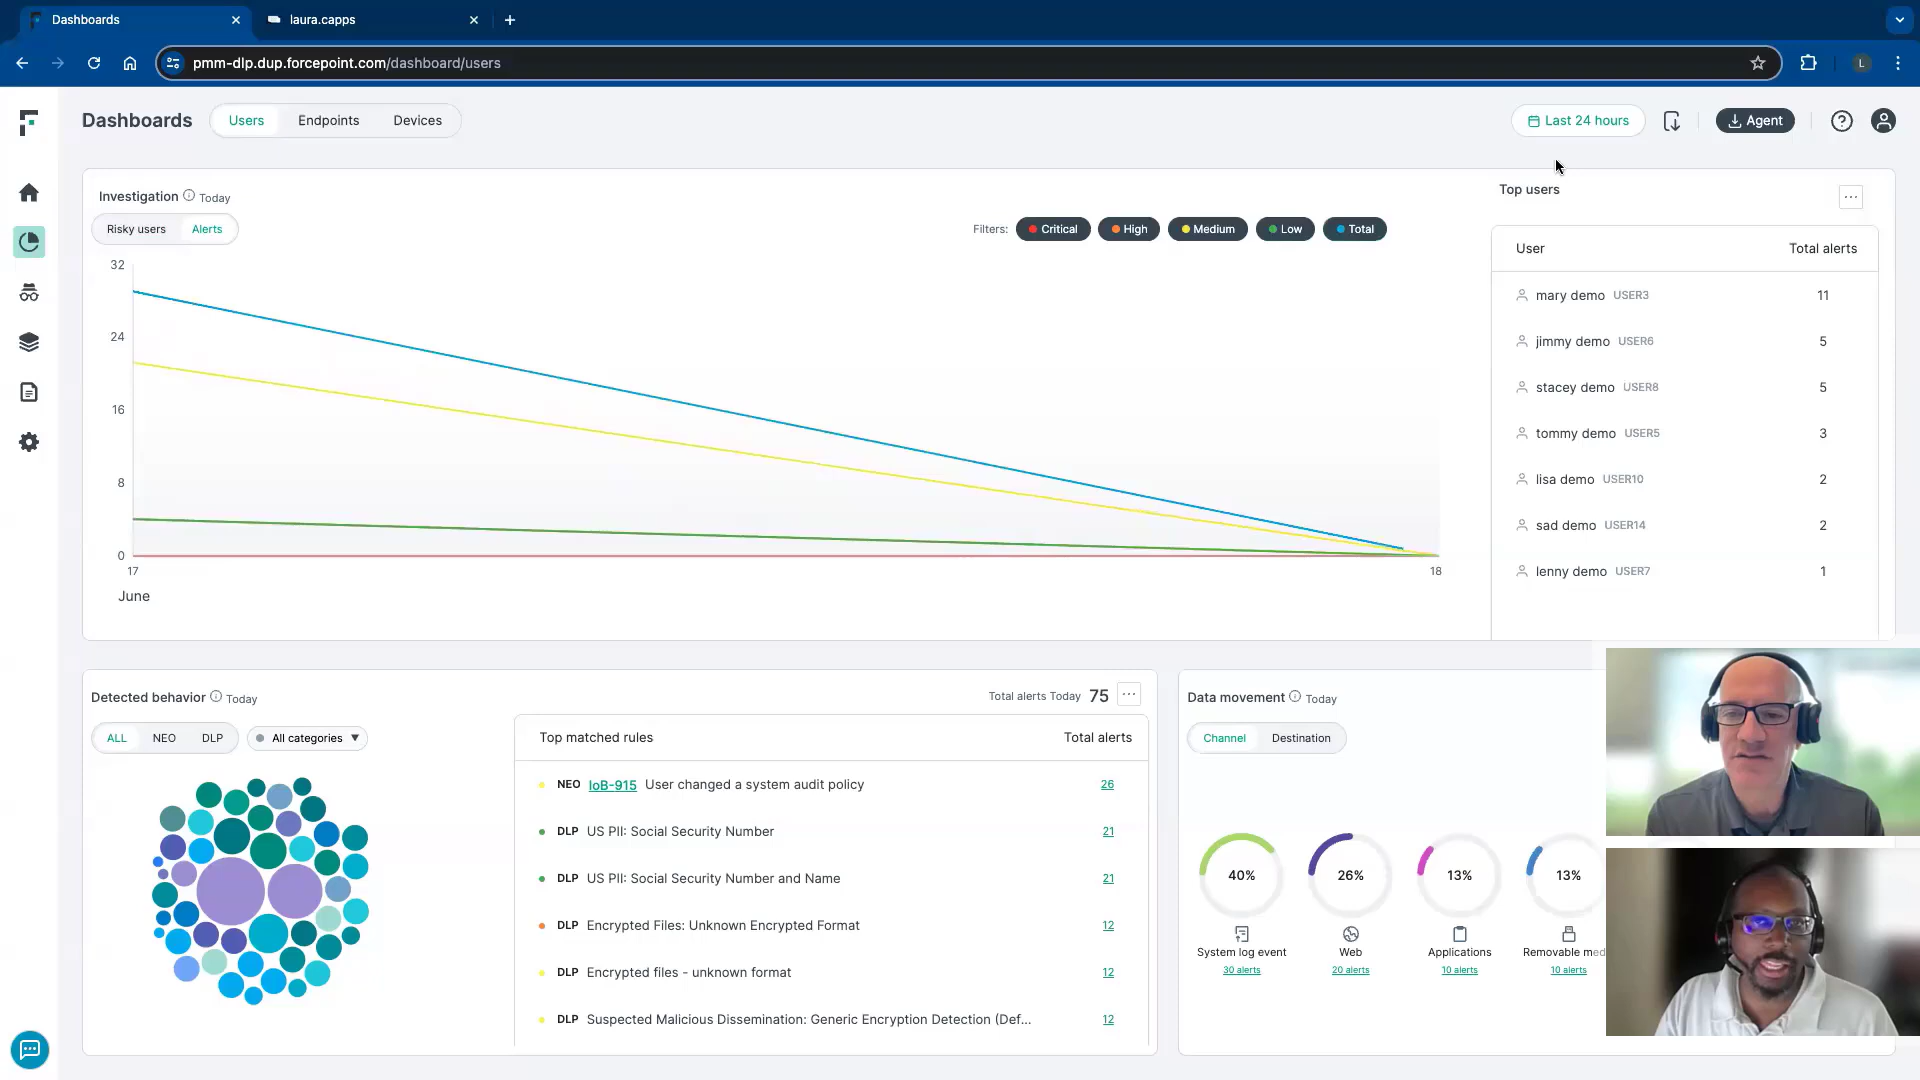 Dashboards
laura.capps
pmm-dlp.dup.forcepoint.com/dashboard/users
L
Dashboards
Users Endpoints Devices
Last 24 hours
Agent
Investigation Today
Risky users Alerts
Filters: Critical High Medium Low Total
32
24
16
8
0
17 18
June
Top users
...
User Total alerts
mary demo USER3 11
jimmy demo USER6 5
stacey demo USER8 5
tommy demo USER5 3
lisa demo USER10 2
sad demo USER14 2
lenny demo USER7 1
Detected behavior Today
Total alerts Today 75 ...
ALL NEO DLP All categories
Top matched rules Total alerts
NEO IoB-915 User changed a system audit policy 26
DLP US PII: Social Security Number 21
DLP US PII: Social Security Number and Name 21
DLP Encrypted Files: Unknown Encrypted Format 12
DLP Encrypted files - unknown format 12
DLP Suspected Malicious Dissemination: Generic Encryption Detection (Def... 12
Data movement Today
Channel Destination
40% 26% 13% 13%
System log event Web Applications Removable med
30 alerts 20 alerts 10 alerts 10 alerts